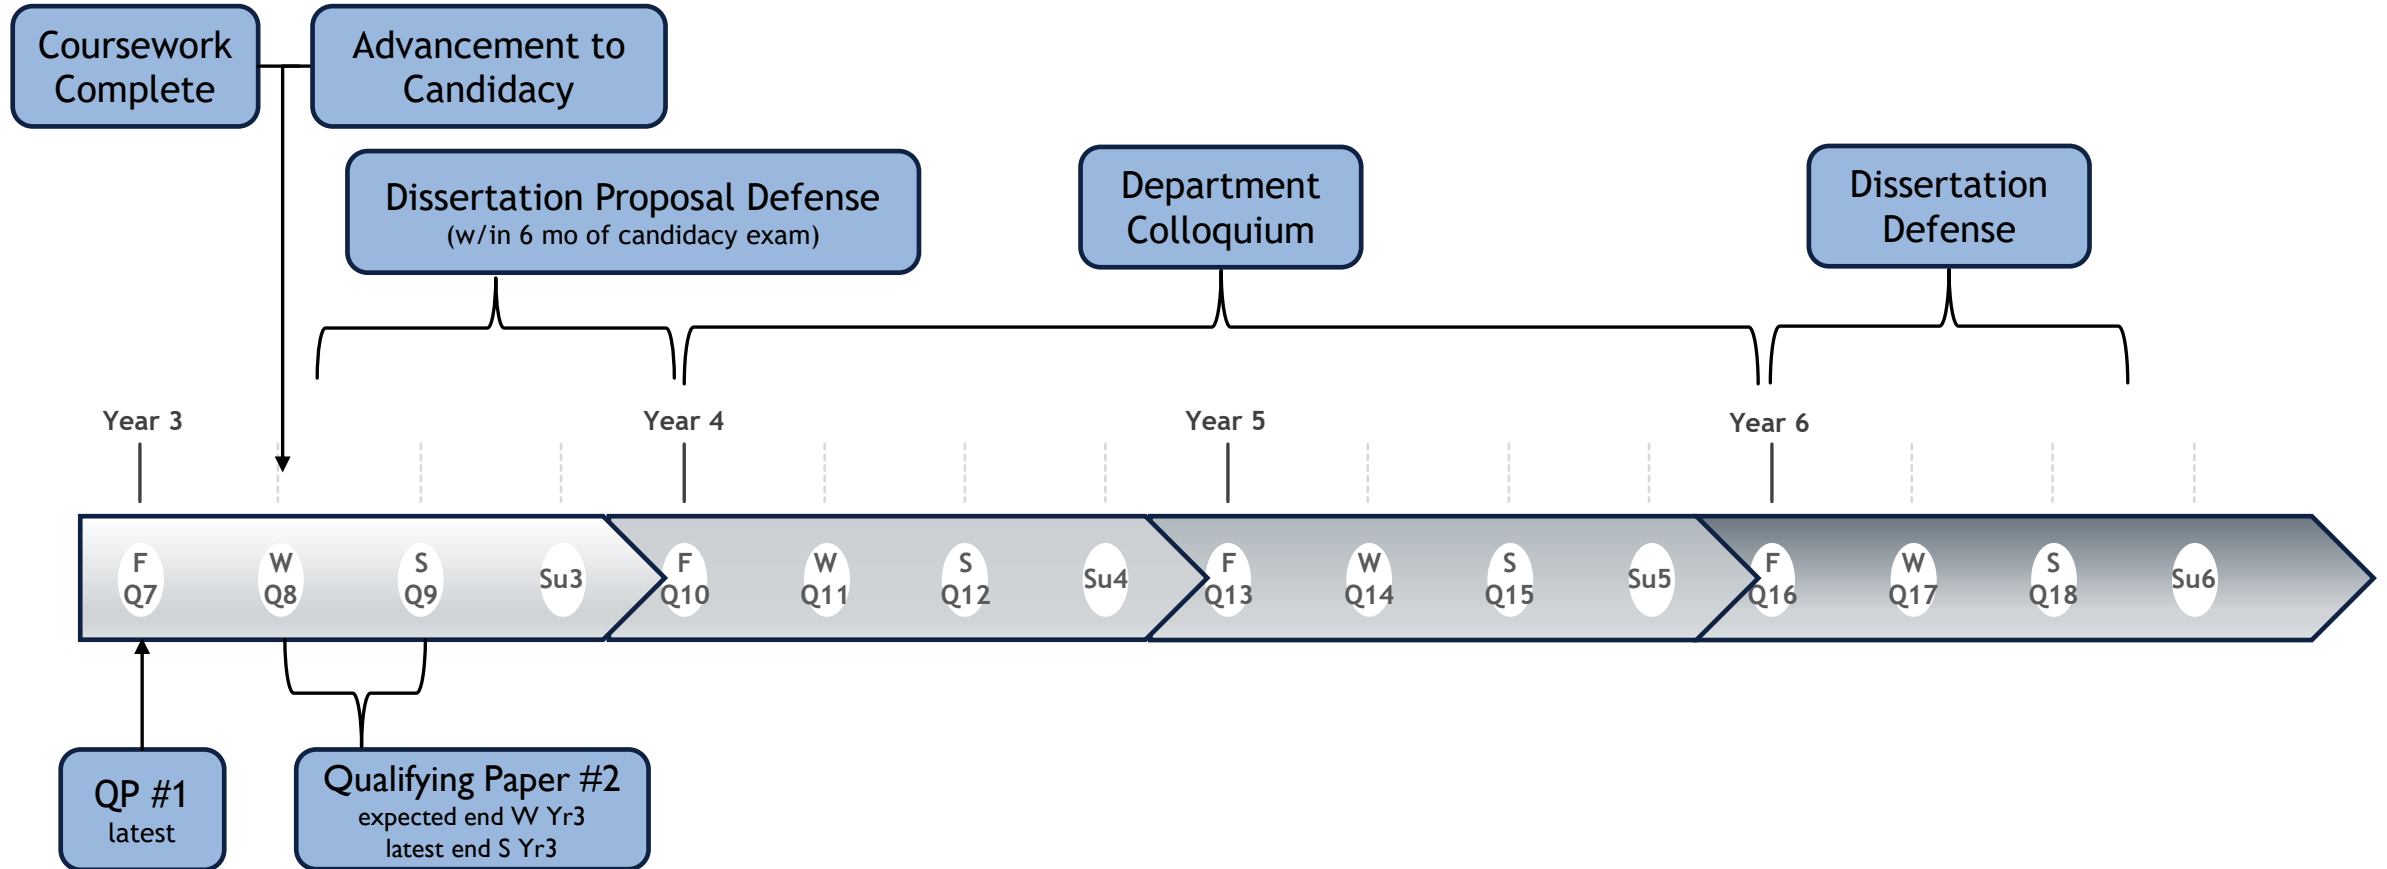 Coursework
Complete
Advancement to
Candidacy
Dissertation Proposal Defense
(w/in 6 mo of candidacy exam)
Department
Colloquium
Dissertation
Defense
Year 3
Year 4
Year 5
Year 6
F
Q7
W
Q8
S
Q9
Su3
F
Q10
W
Q11
S
Q12
Su4
F
Q13
W
Q14
S
Q15
Su5
F
Q16
W
Q17
S
Q18
Su6
QP #1
latest
Qualifying Paper #2
expected end W Yr3
latest end S Yr3